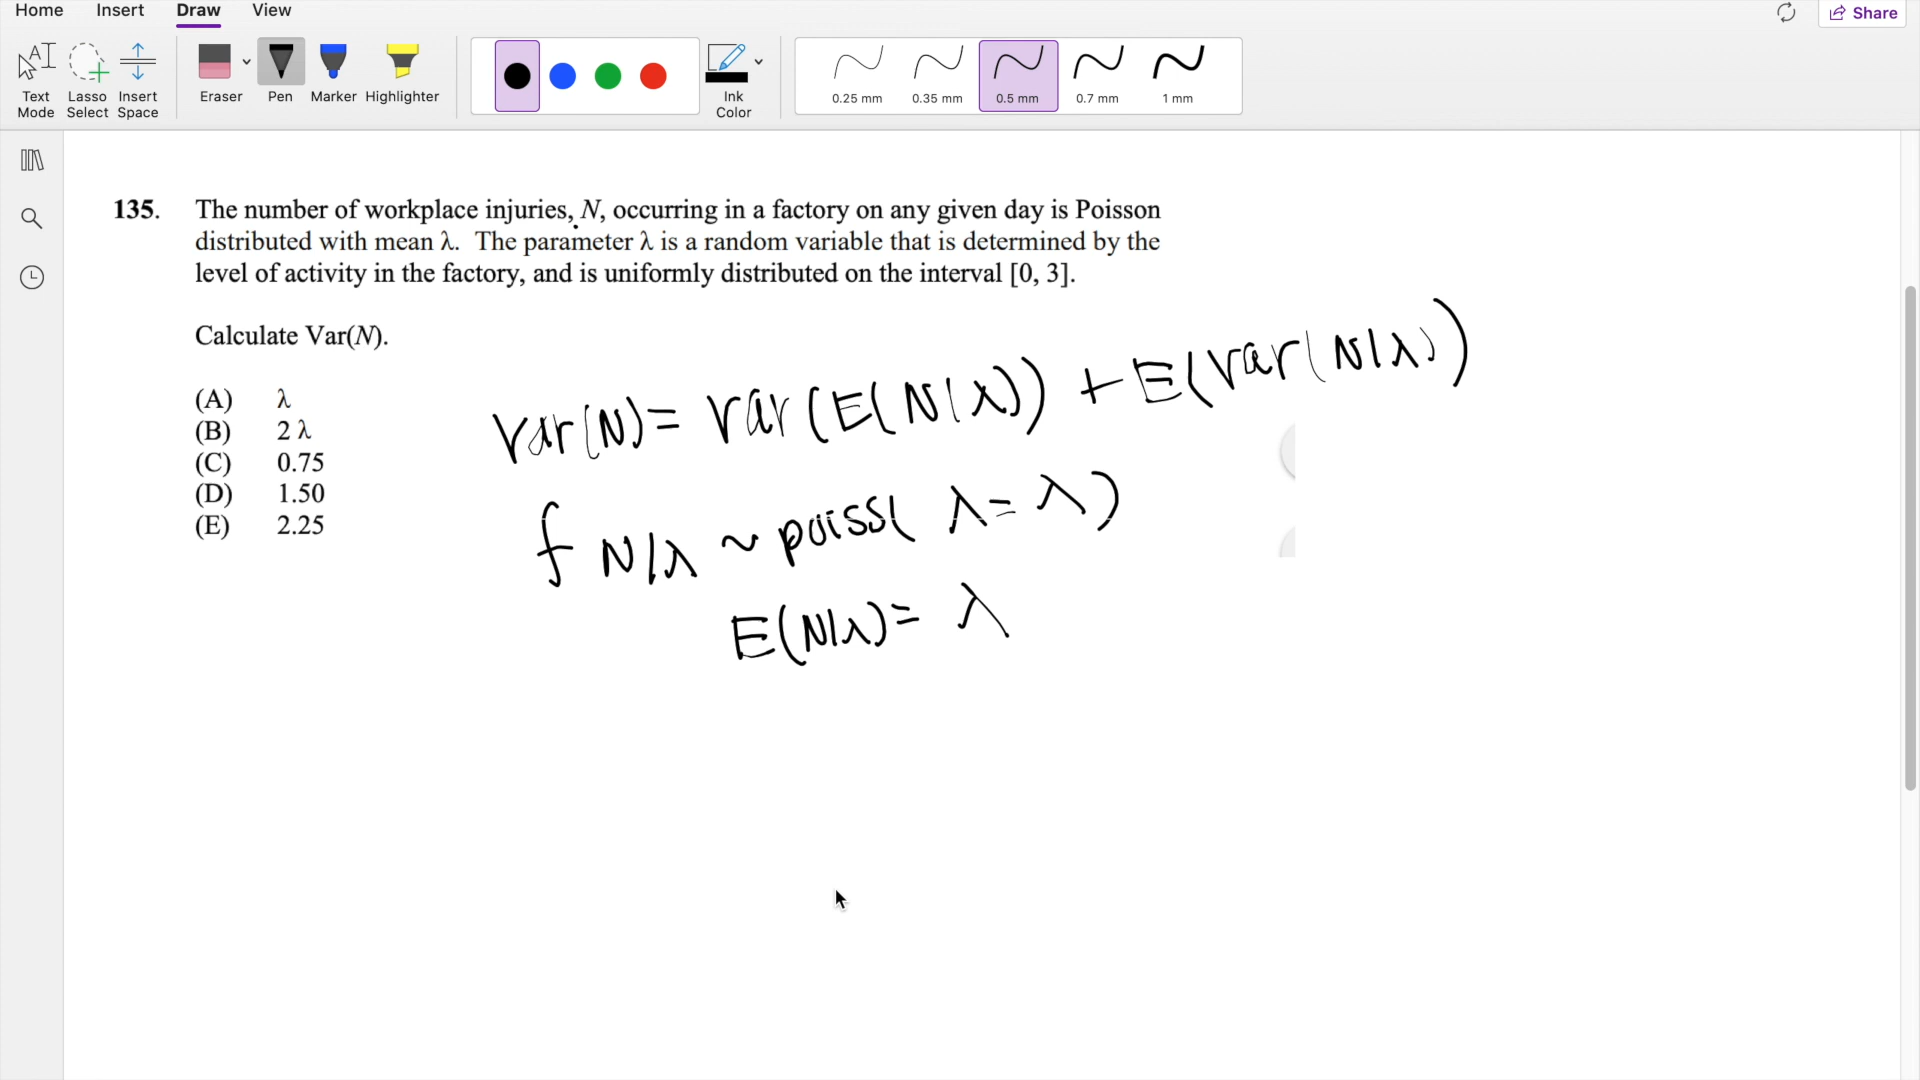 Home Insert Draw View Share
AI
Text Mode
Lasso Select
Insert Space
Eraser
Pen
Marker
Highlighter
Ink Color
0.25 mm
0.35 mm
0.5 mm
0.7 mm
1 mm
135. The number of workplace injuries, N, occurring in a factory on any given day is Poisson
distributed with mean λ. The parameter λ is a random variable that is determined by the
level of activity in the factory, and is uniformly distributed on the interval [0, 3].
Calculate Var(N).
(A) λ
(B) 2 λ
(C) 0.75
(D) 1.50
(E) 2.25
Var(N) = Var(E(N|λ)) + E(Var(N|λ))
f N|λ ~ poiss( λ = λ)
E(N|λ) = λ